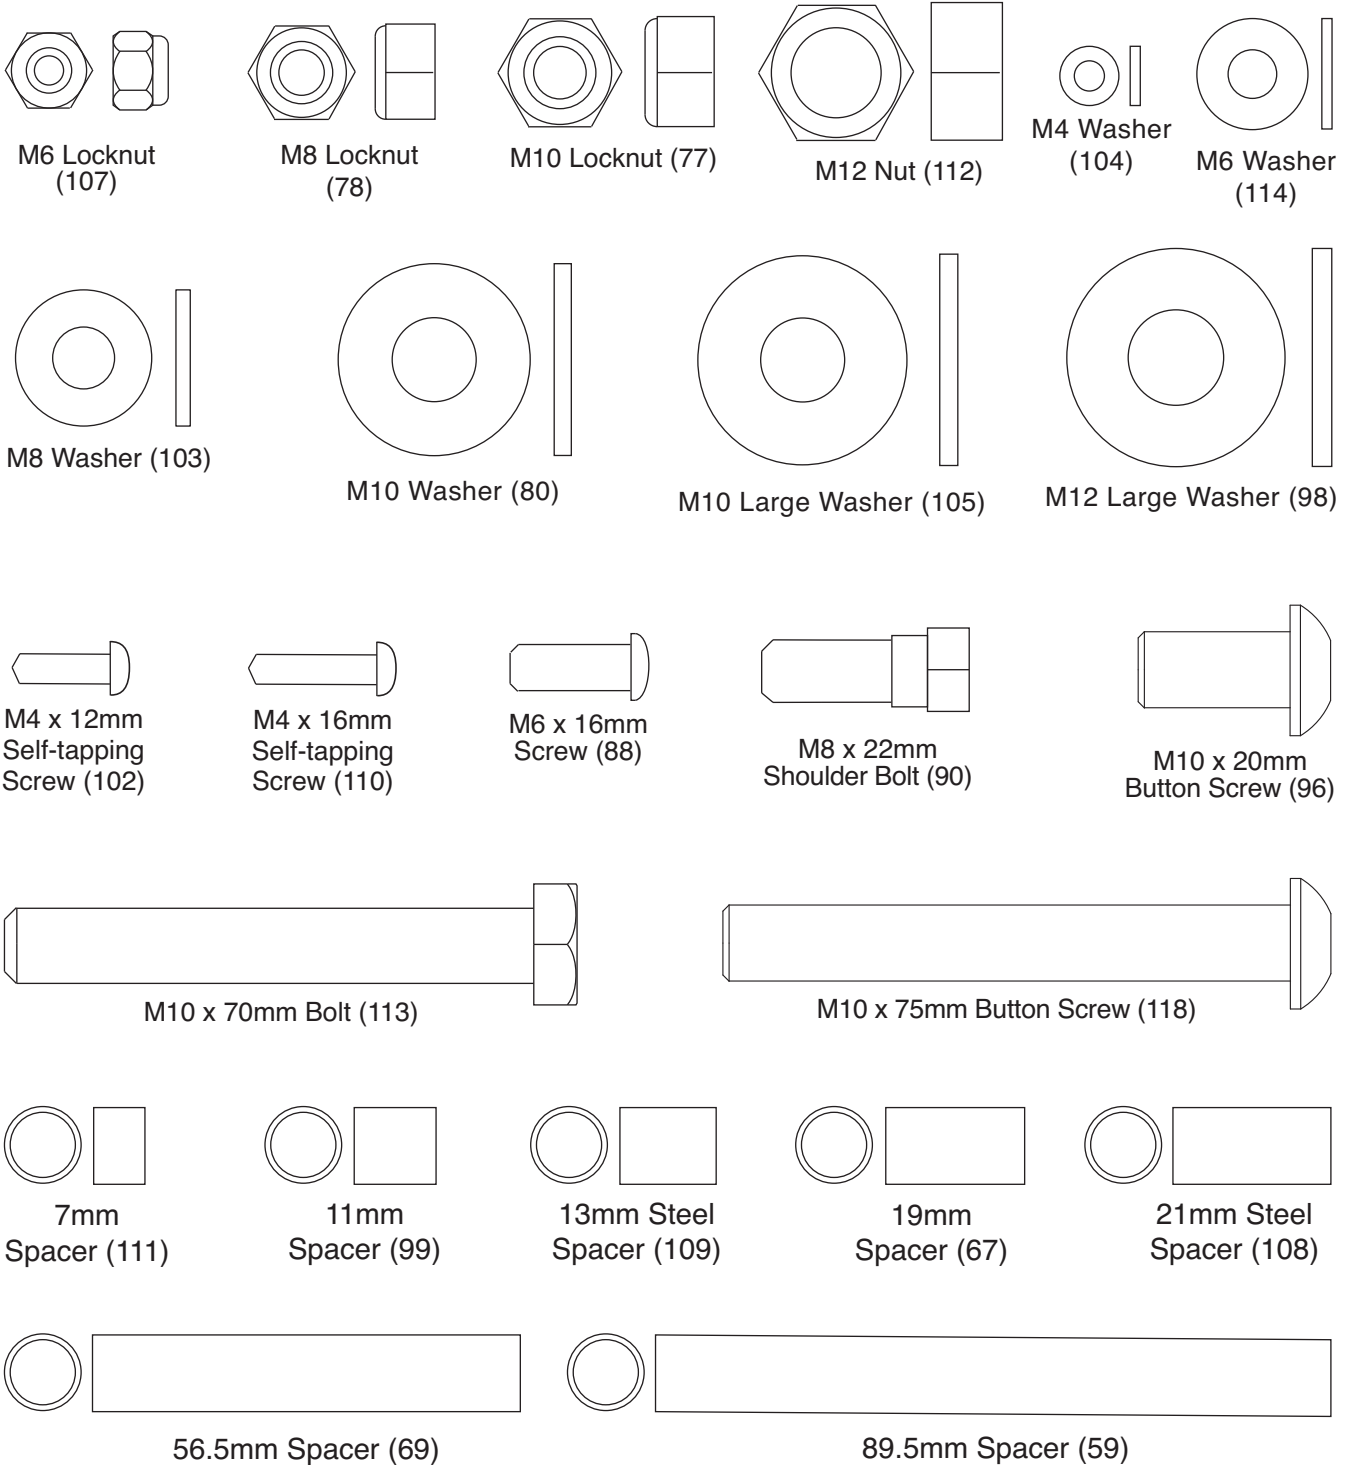 M6 Locknut
(107)
M8 Locknut
(78)
M10 Locknut (77)
M12 Nut (112)
M4 Washer
(104)
M6 Washer
(114)
M8 Washer (103)
M10 Washer (80)
M10 Large Washer (105)
M12 Large Washer (98)
M4 x 12mm
Self-tapping
Screw (102)
M4 x 16mm
Self-tapping
Screw (110)
M6 x 16mm
Screw (88)
M8 x 22mm
Shoulder Bolt (90)
M10 x 20mm
Button Screw (96)
M10 x 70mm Bolt (113)
M10 x 75mm Button Screw (118)
7mm
Spacer (111)
11mm
Spacer (99)
13mm Steel
Spacer (109)
19mm
Spacer (67)
21mm Steel
Spacer (108)
56.5mm Spacer (69)
89.5mm Spacer (59)